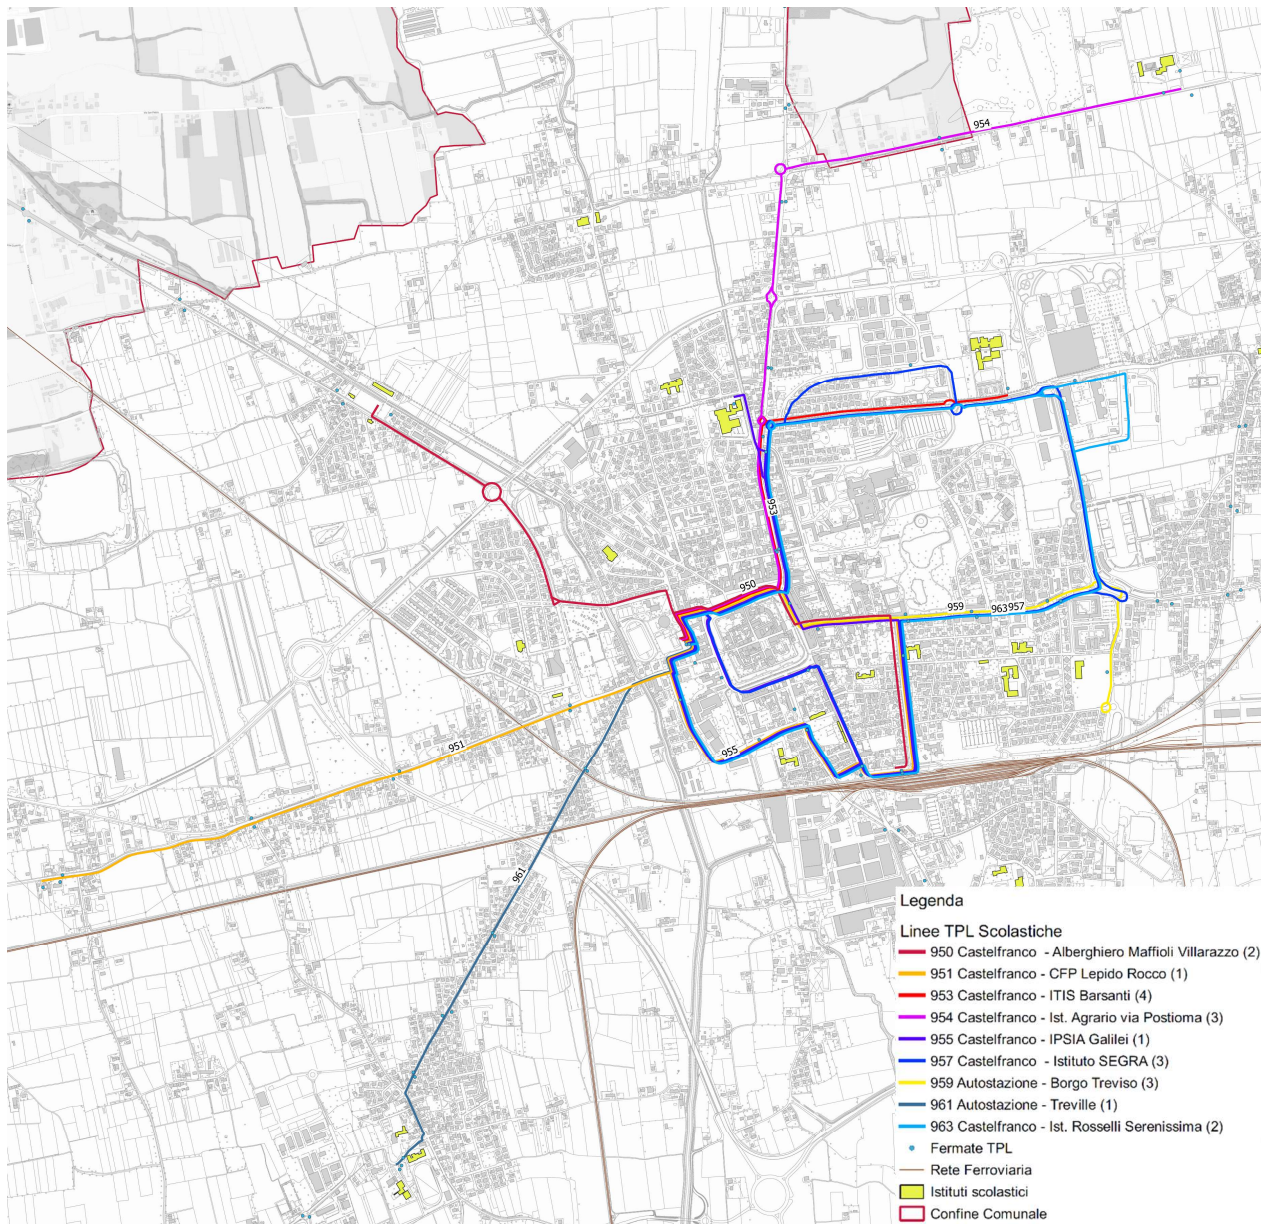 954
953
950
959
963 957
951
955
961
Legenda
Linee TPL Scolastiche
950 Castelfranco - Alberghiero Maffioli Villarazzo (2)
951 Castelfranco - CFP Lepido Rocco (1)
953 Castelfranco - ITIS Barsanti (4)
954 Castelfranco - Ist. Agrario via Postioma (3)
955 Castelfranco - IPSIA Galilei (1)
957 Castelfranco - Istituto SEGRA (3)
959 Autostazione - Borgo Treviso (3)
961 Autostazione - Treville (1)
963 Castelfranco - Ist. Rosselli Serenissima (2)
Fermate TPL
Rete Ferroviaria
Istituti scolastici
Confine Comunale